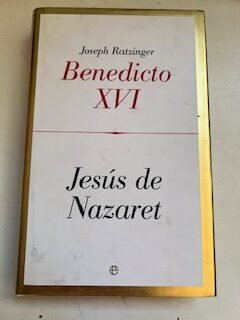 Joseph Ratzinger
Benedicto
XVI
Jesús de
Nazaret